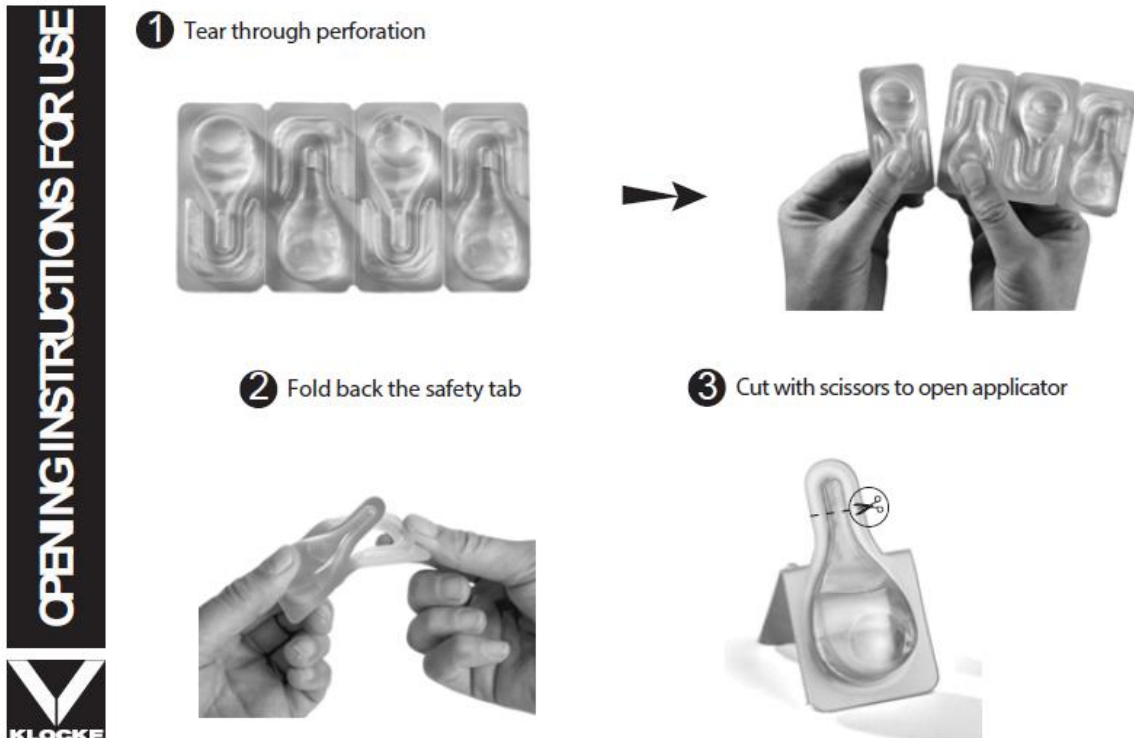 OPENING INSTRUCTIONS FOR USE
1 Tear through perforation
2 Fold back the safety tab
3 Cut with scissors to open applicator
KLOCKE